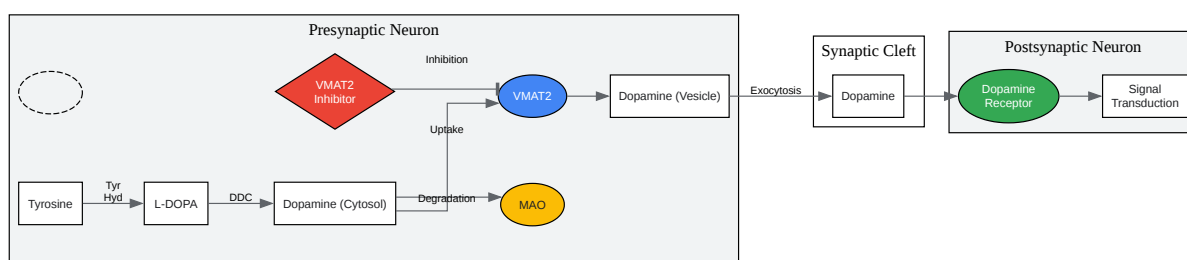 Presynaptic Neuron
Synaptic Cleft
Postsynaptic Neuron
VMAT2
Inhibitor
Inhibition
VMAT2
Dopamine (Vesicle)
Exocytosis
Dopamine
Dopamine
Receptor
Signal
Transduction
Uptake
Tyrosine
Tyr
Hyd
L-DOPA
DDC
Dopamine (Cytosol)
Degradation
MAO